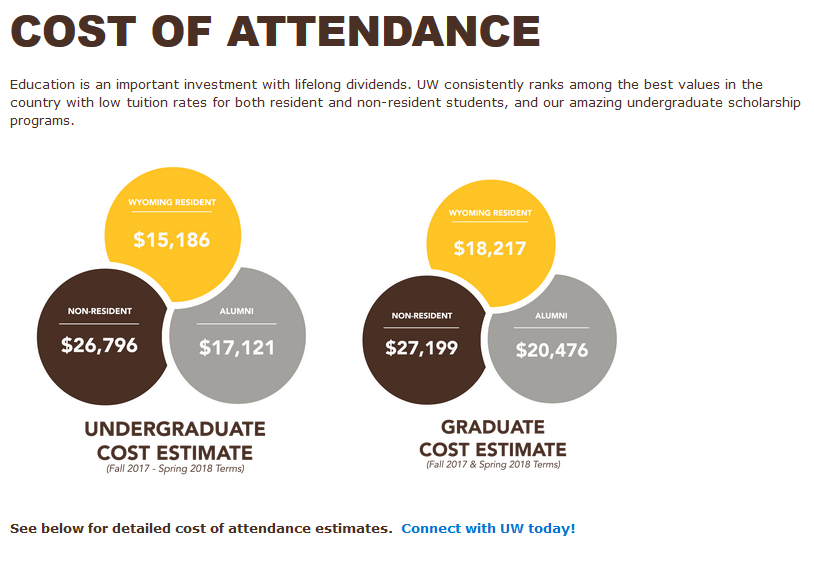 COST OF ATTENDANCE
Education is an important investment with lifelong dividends. UW consistently ranks among the best values in the
country with low tuition rates for both resident and non-resident students, and our amazing undergraduate scholarship
programs.
WYOMING RESIDENT
$15,186
NON-RESIDENT
$26,796
ALUMNI
$17,121
UNDERGRADUATE
COST ESTIMATE
(Fall 2017 - Spring 2018 Terms)
WYOMING RESIDENT
$18,217
NON-RESIDENT
$27,199
ALUMNI
$20,476
GRADUATE
COST ESTIMATE
(Fall 2017 & Spring 2018 Terms)
See below for detailed cost of attendance estimates. Connect with UW today!